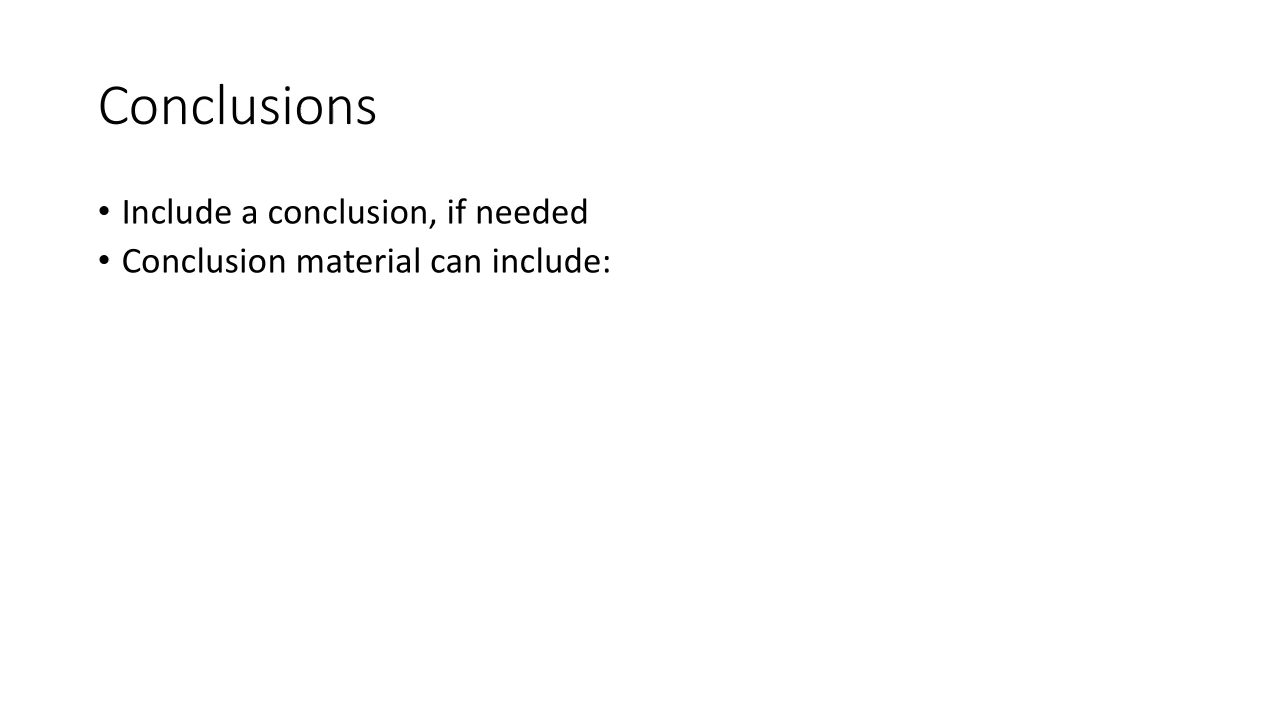 Conclusions
• Include a conclusion, if needed
• Conclusion material can include: